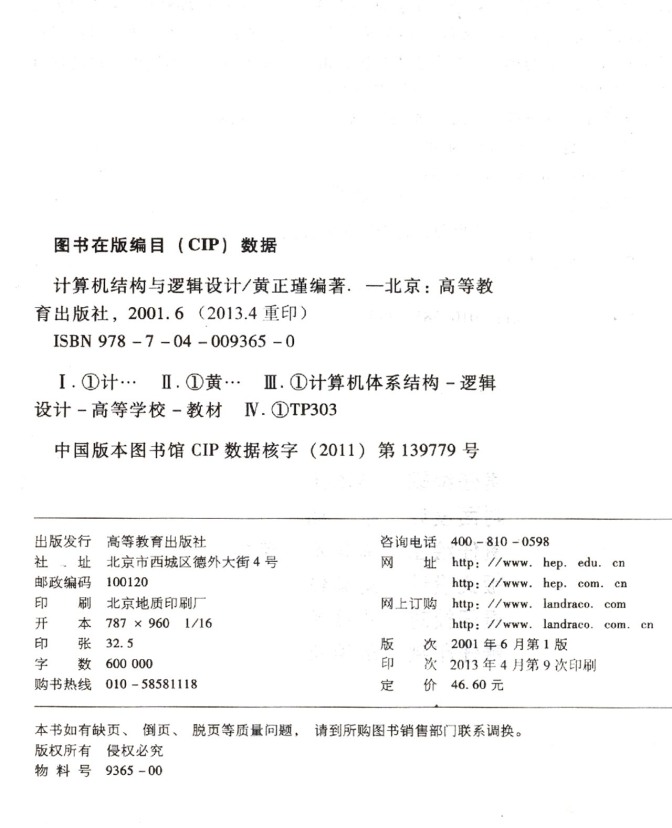 图书在版编目（CIP）数据
计算机结构与逻辑设计/黄正瑾编著. —北京：高等教
育出版社，2001.6（2013.4 重印）
ISBN 978-7-04-009365-0
Ⅰ.①计… Ⅱ.①黄… Ⅲ.①计算机体系结构-逻辑
设计-高等学校-教材 Ⅳ.①TP303
中国版本图书馆 CIP 数据核字（2011）第 139779 号
出版发行 高等教育出版社
社 址 北京市西城区德外大街4号
邮政编码 100120
印 刷 北京地质印刷厂
开 本 787 × 960 1/16
印 张 32.5
字 数 600 000
购书热线 010-58581118
咨询电话 400-810-0598
网 址 http: //www. hep. edu. cn
http: //www. hep. com. cn
网上订购 http: //www. landraco. com
http: //www. landraco. com. cn
版 次 2001年6月第1版
印 次 2013年4月第9次印刷
定 价 46.60元
本书如有缺页、倒页、脱页等质量问题，请到所购图书销售部门联系调换。
版权所有 侵权必究
物 料 号 9365-00